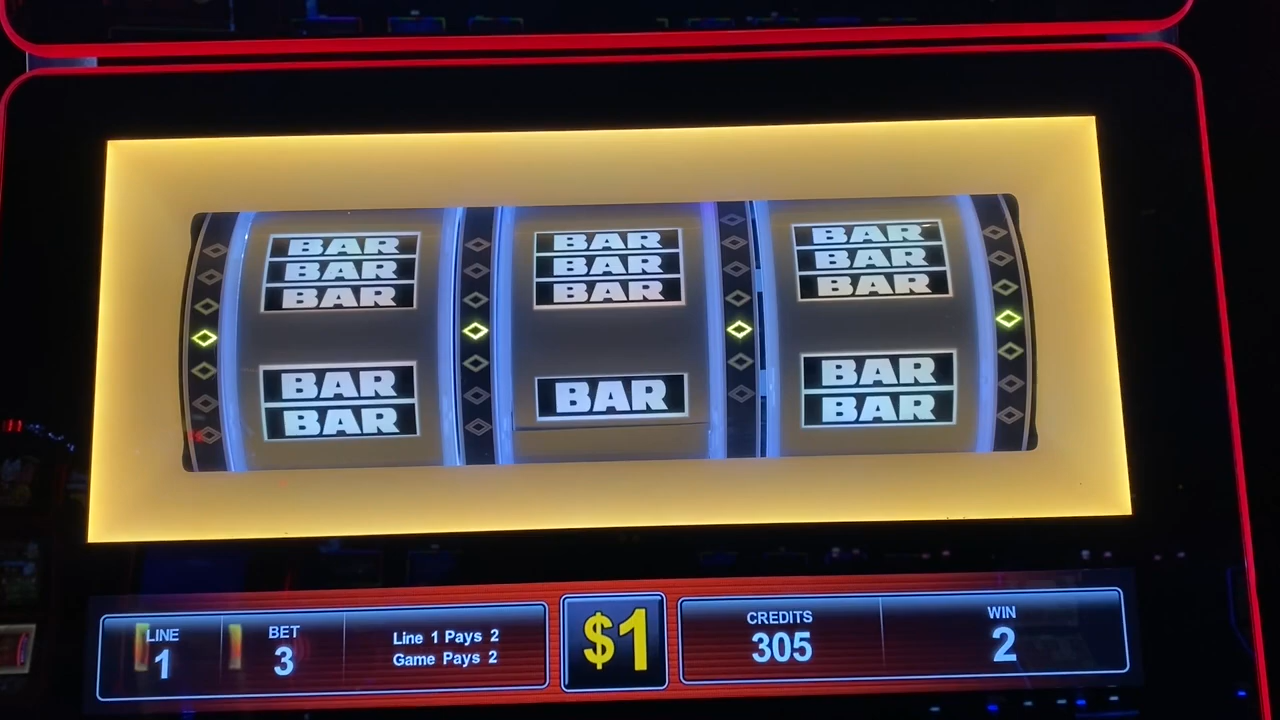 BAR BAR BAR
BAR BAR BAR
BAR BAR BAR
BAR BAR BAR
BAR BAR
LINE
1
BET
3
Line 1 Pays 2
Game Pays 2
$1
CREDITS
305
WIN
2